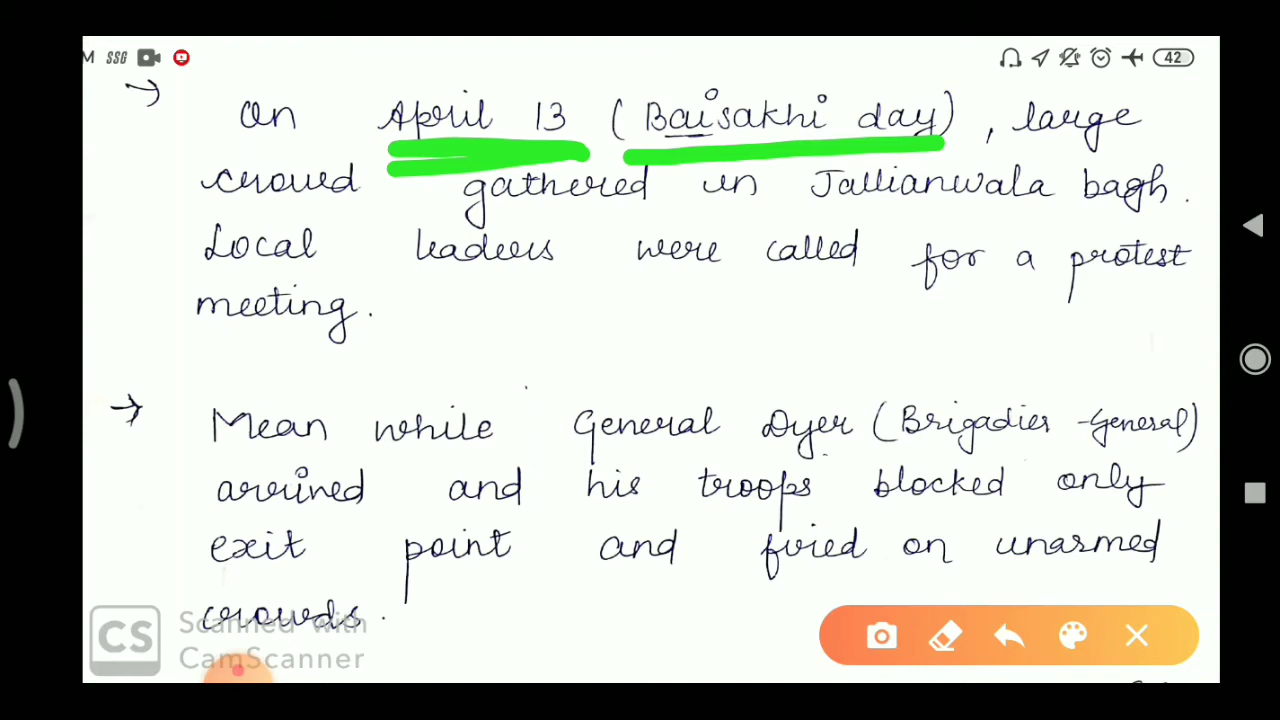 M SSG 42
→ On April 13 (Baisakhi day), large
crowd gathered in Jallianwala bagh.
Local leaders were called for a protest
meeting.
→ Mean while General Dyer (Brigadier-General)
arrived and his troops blocked only
exit point and fired on unarmed
crowds.
CS Scanned with
CamScanner